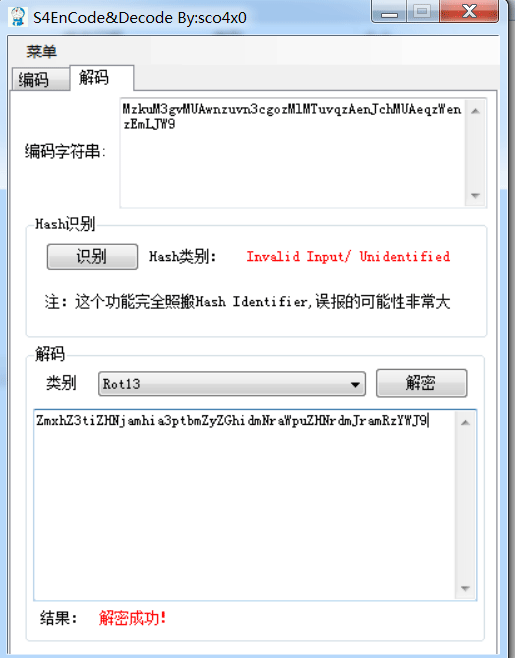 S4EnCode&Decode By:sco4x0
菜单
编码 解码
MzkuM3gvMUAwnzuvn3cgozMlMTuvqzAenJchMUAeqzWen
zEmLJW9
编码字符串:
Hash识别
识别 Hash类别: Invalid Input/ Unidentified
注: 这个功能完全照搬Hash Identifier,误报的可能性非常大
解码
类别 Rot13 解密
ZmxhZ3tiZHNjamhia3ptbmZyZGhidmNraWpuZHNrdmJramRzYWJ9
结果: 解密成功!